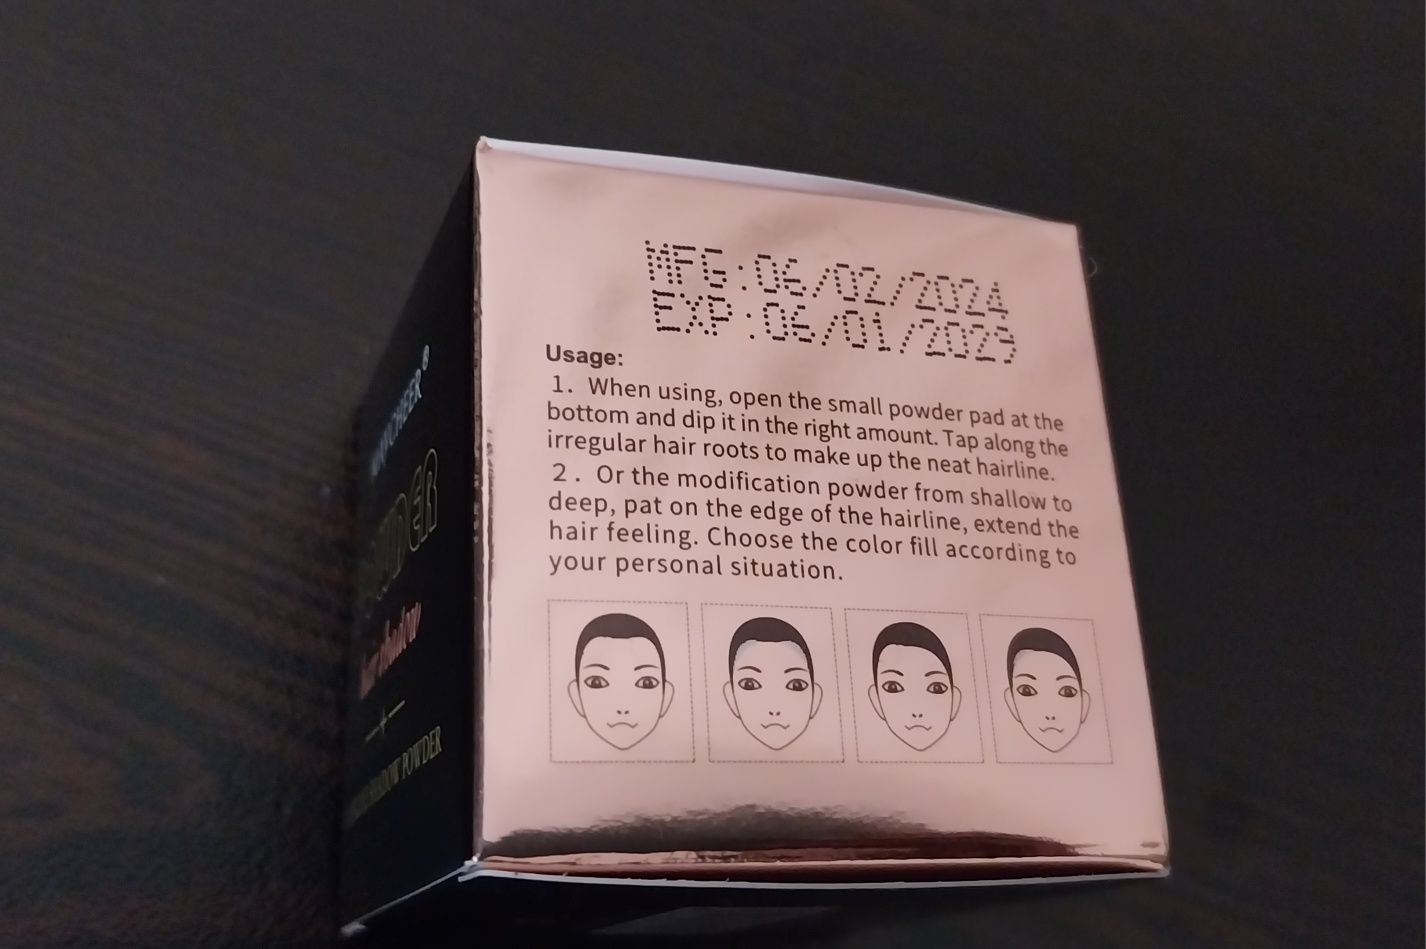 MFG:06/02/2024
EXP:06/01/2029
Usage:
1. When using, open the small powder pad at the
bottom and dip it in the right amount. Tap along the
irregular hair roots to make up the neat hairline.
2. Or the modification powder from shallow to
deep, pat on the edge of the hairline, extend the
hair feeling. Choose the color fill according to
your personal situation.
shadow
SHADOW POWDER